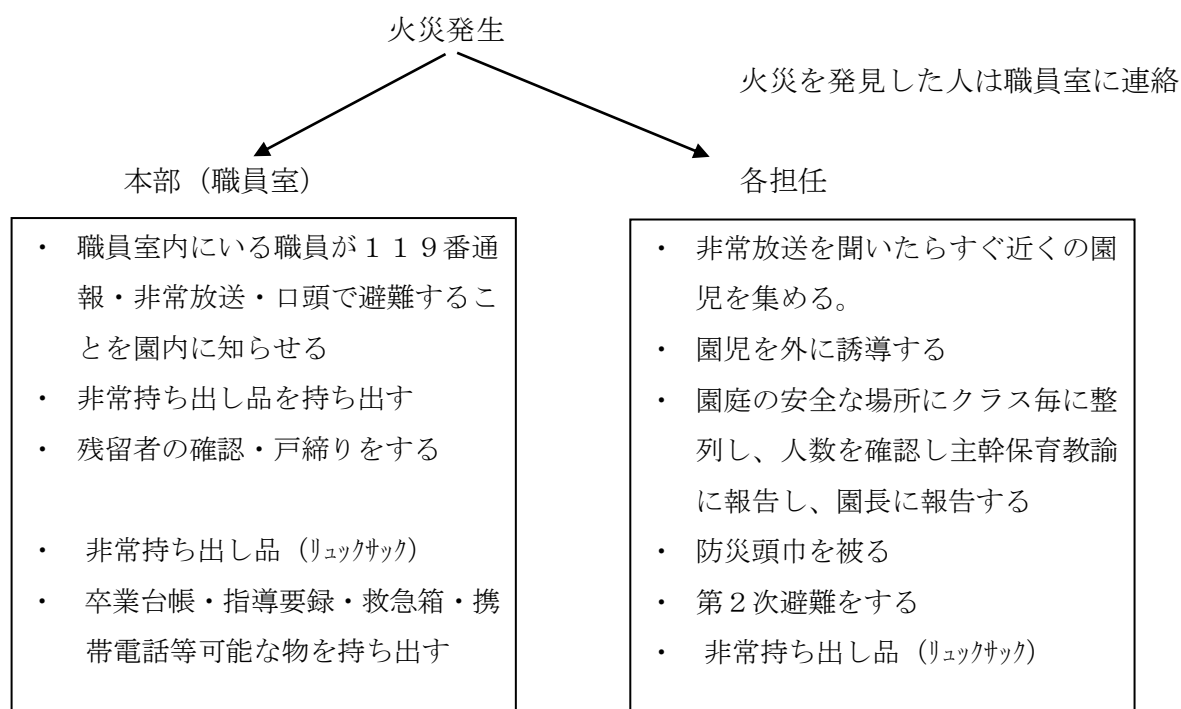 火災発生
火災を発見した人は職員室に連絡
本部（職員室）
・ 職員室内にいる職員が１１９番通
報・非常放送・口頭で避難するこ
とを園内に知らせる
・ 非常持ち出し品を持ち出す
・ 残留者の確認・戸締りをする
・ 非常持ち出し品（ﾘｭｯｸｻｯｸ）
・ 卒業台帳・指導要録・救急箱・携
帯電話等可能な物を持ち出す
各担任
・ 非常放送を聞いたらすぐ近くの園
児を集める。
・ 園児を外に誘導する
・ 園庭の安全な場所にクラス毎に整
列し、人数を確認し主幹保育教諭
に報告し、園長に報告する
・ 防災頭巾を被る
・ 第２次避難をする
・ 非常持ち出し品（ﾘｭｯｸｻｯｸ）